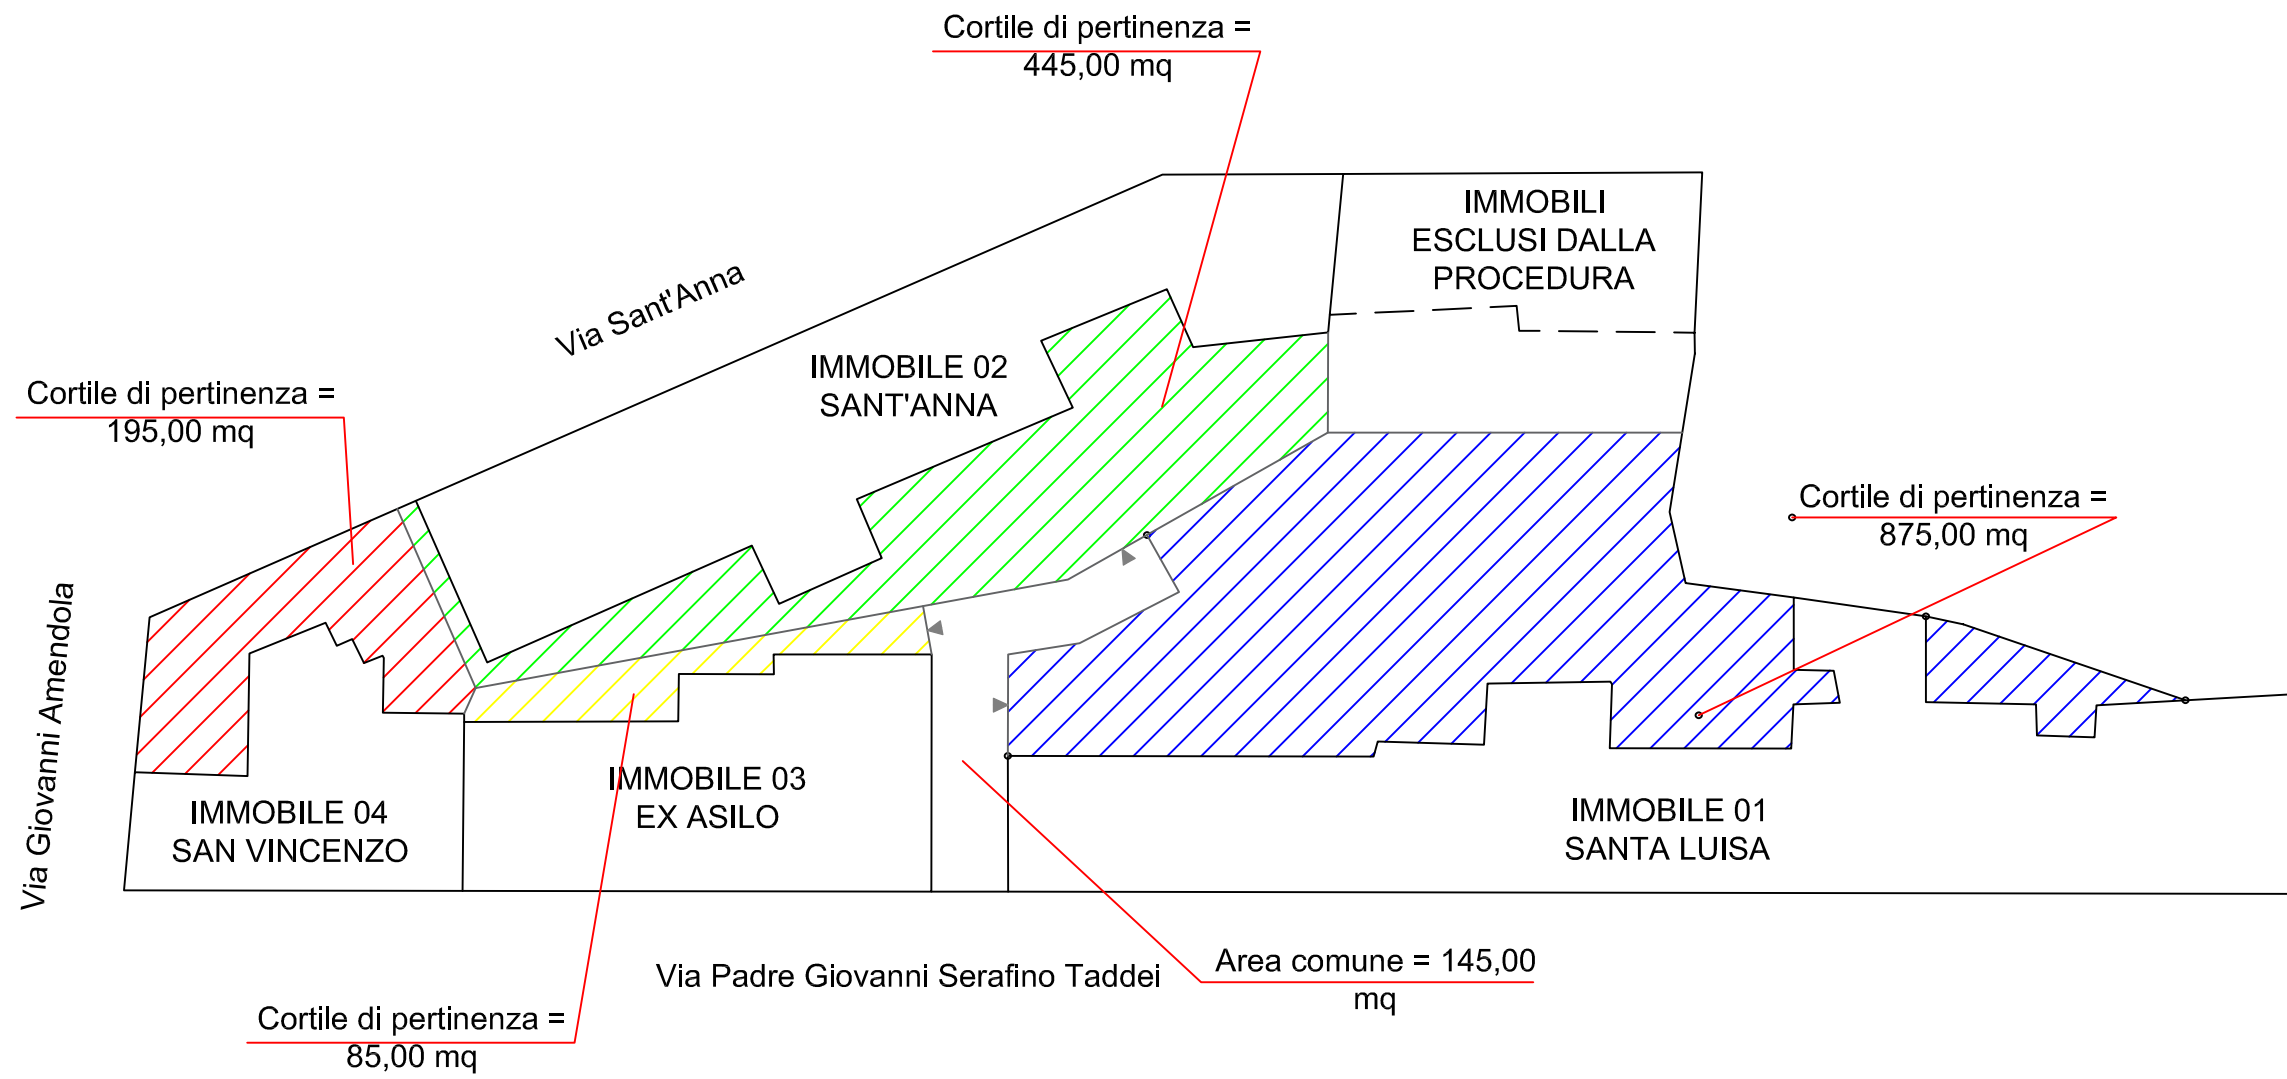 Cortile di pertinenza =
445,00 mq
IMMOBILI
ESCLUSI DALLA
PROCEDURA
Via Sant'Anna
IMMOBILE 02
SANT'ANNA
Cortile di pertinenza =
195,00 mq
Cortile di pertinenza =
875,00 mq
Via Giovanni Amendola
IMMOBILE 03
EX ASILO
IMMOBILE 04
SAN VINCENZO
IMMOBILE 01
SANTA LUISA
Via Padre Giovanni Serafino Taddei
Area comune = 145,00
mq
Cortile di pertinenza =
85,00 mq